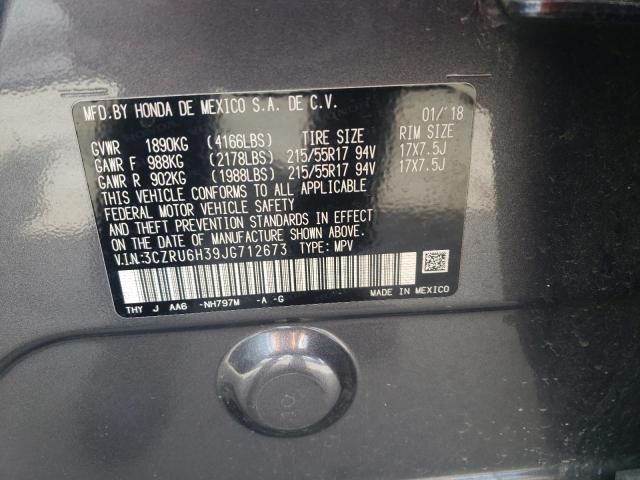 MFD.BY HONDA DE MEXICO S.A. DE C.V. 01/'18
GVWR 1890KG (4166LBS) TIRE SIZE RIM SIZE
GAWR F 988KG (2178LBS) 215/55R17 94V 17X7.5J
GAWR R 902KG (1988LBS) 215/55R17 94V 17X7.5J
THIS VEHICLE CONFORMS TO ALL APPLICABLE
FEDERAL MOTOR VEHICLE SAFETY
AND THEFT PREVENTION STANDARDS IN EFFECT
ON THE DATE OF MANUFACTURE SHOWN ABOVE.
V.I.N:3CZRU6H39JG712673 TYPE: MPV
THY J AA6 -NH797M -A -G MADE IN MEXICO